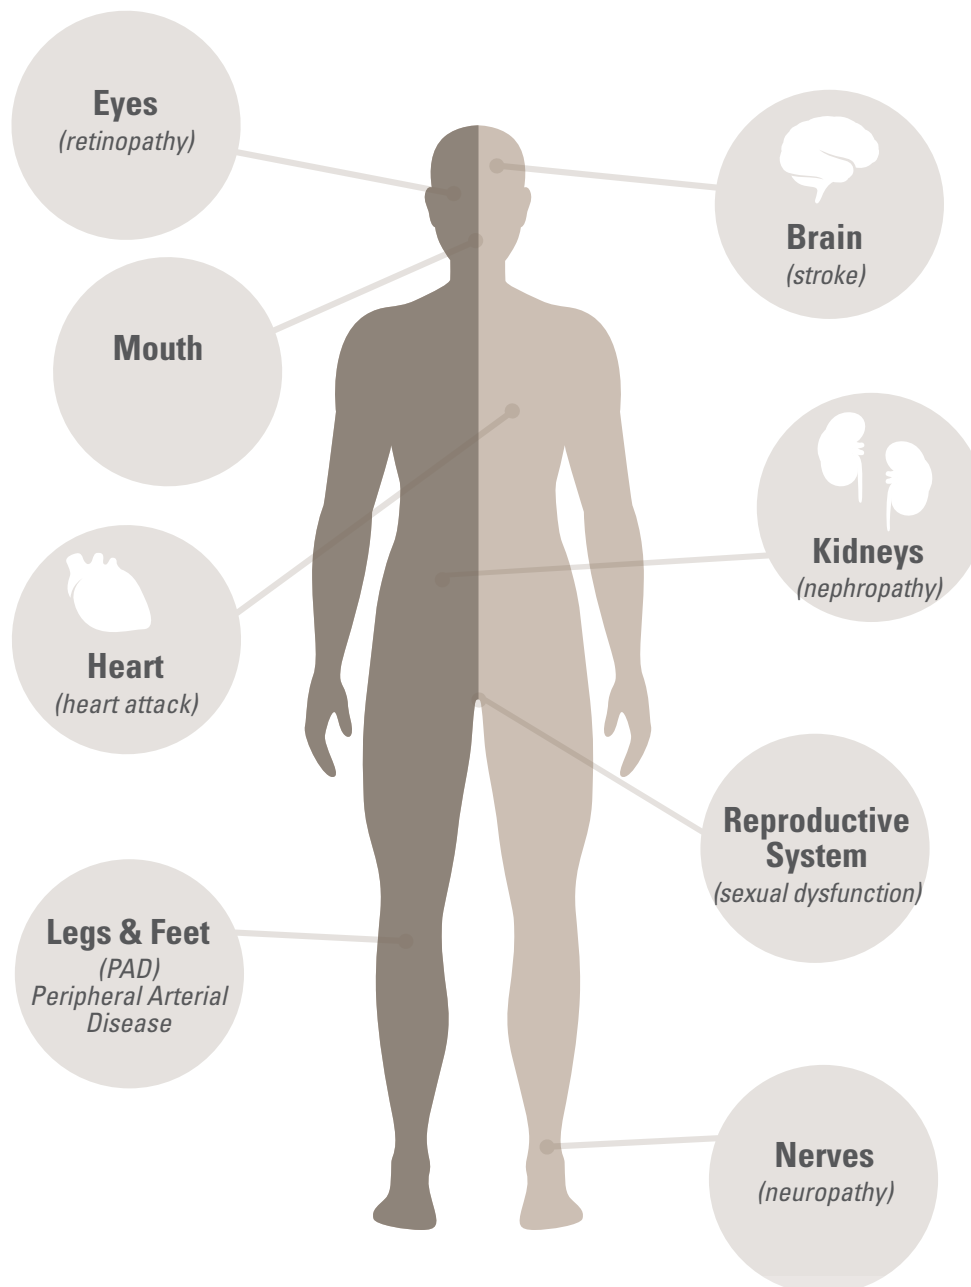 Eyes
(retinopathy)
Brain
(stroke)
Mouth
Kidneys
(nephropathy)
Heart
(heart attack)
Reproductive
System
(sexual dysfunction)
Legs & Feet
(PAD)
Peripheral Arterial
Disease
Nerves
(neuropathy)